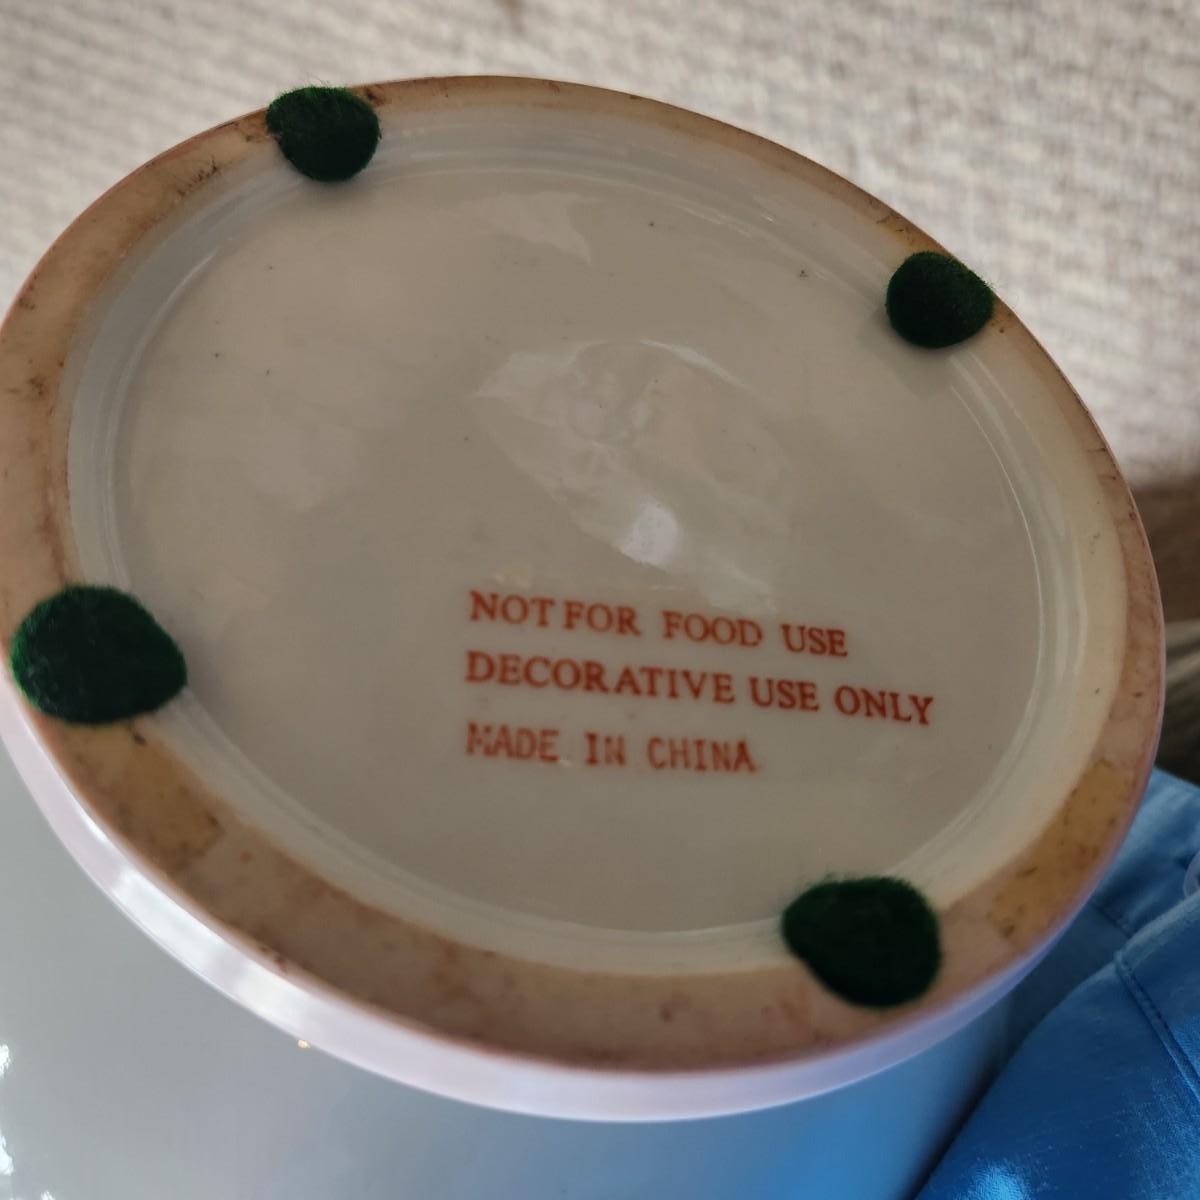 NOT FOR FOOD USE
DECORATIVE USE ONLY
MADE IN CHINA